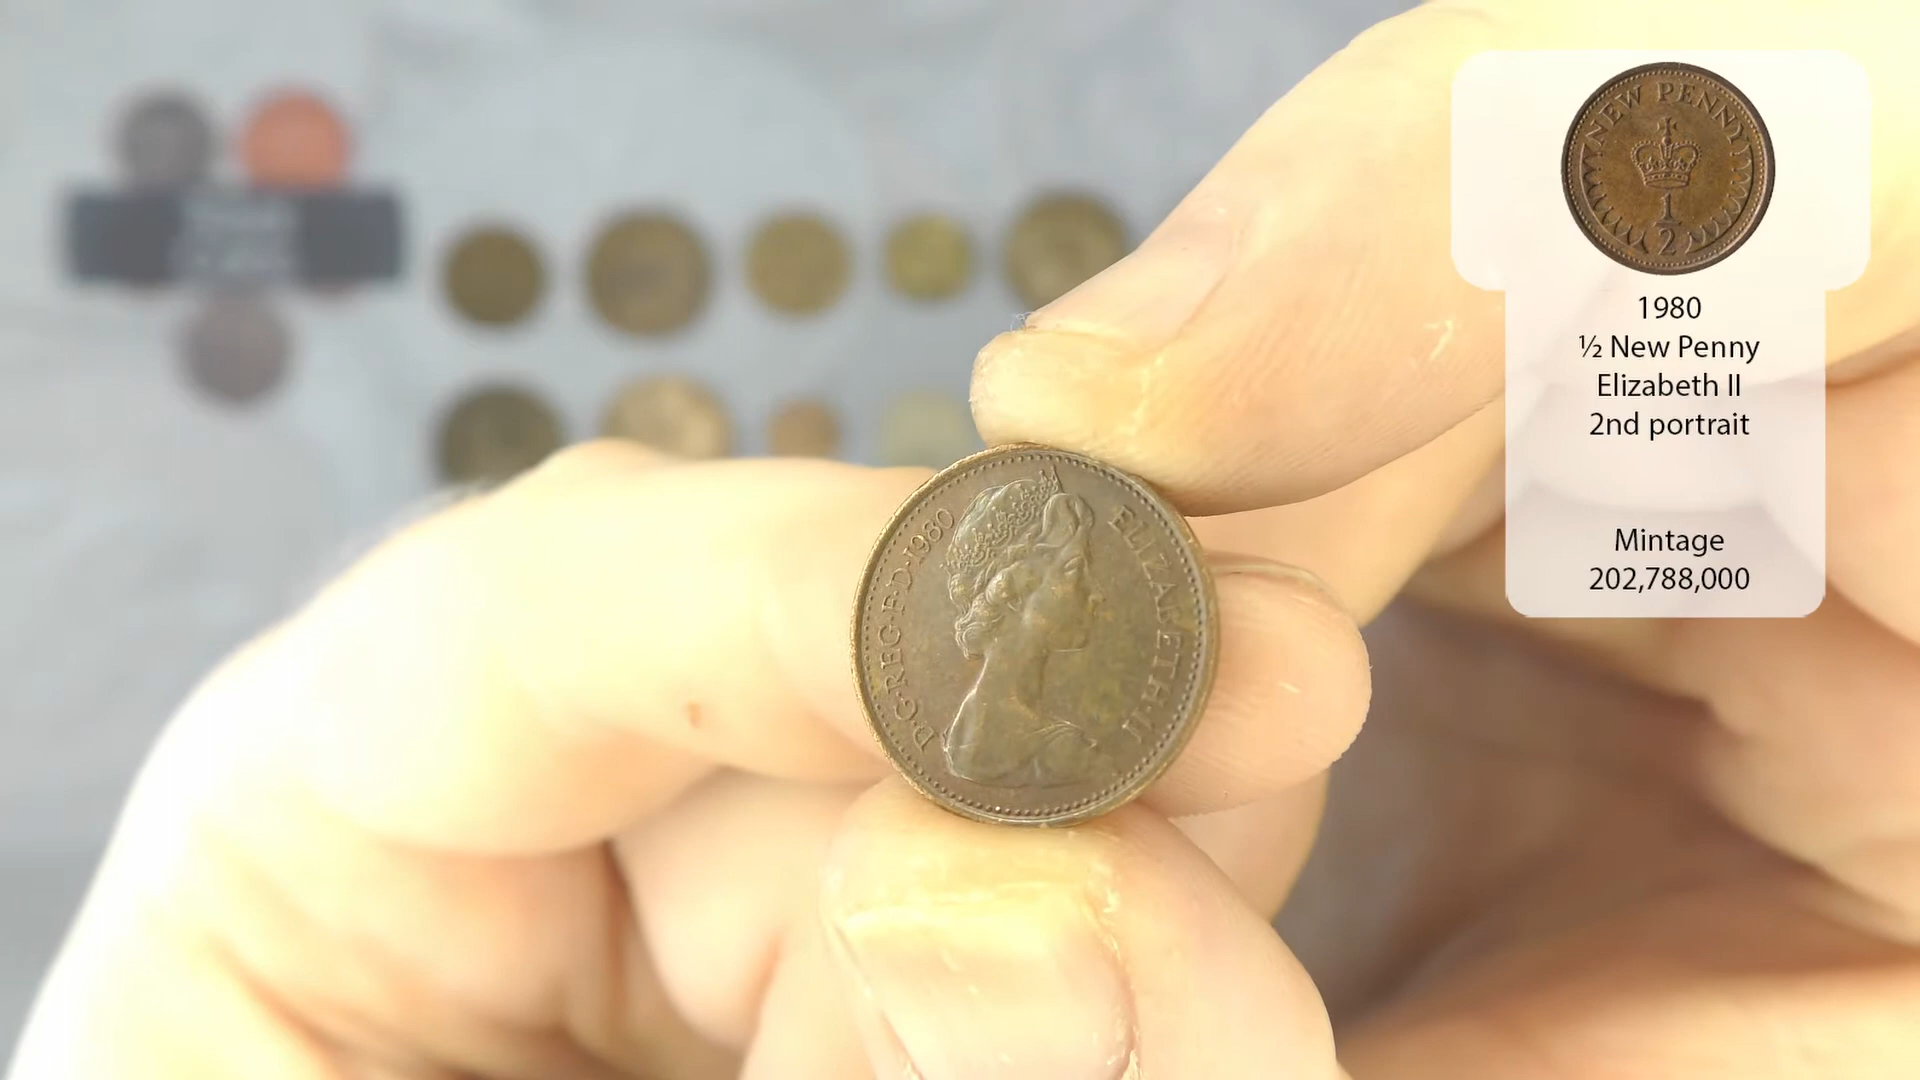 NEW PENNY
1
2
1980
½ New Penny
Elizabeth II
2nd portrait
Mintage
202,788,000
D·G·REG·F·D·1980 ELIZABETH·II